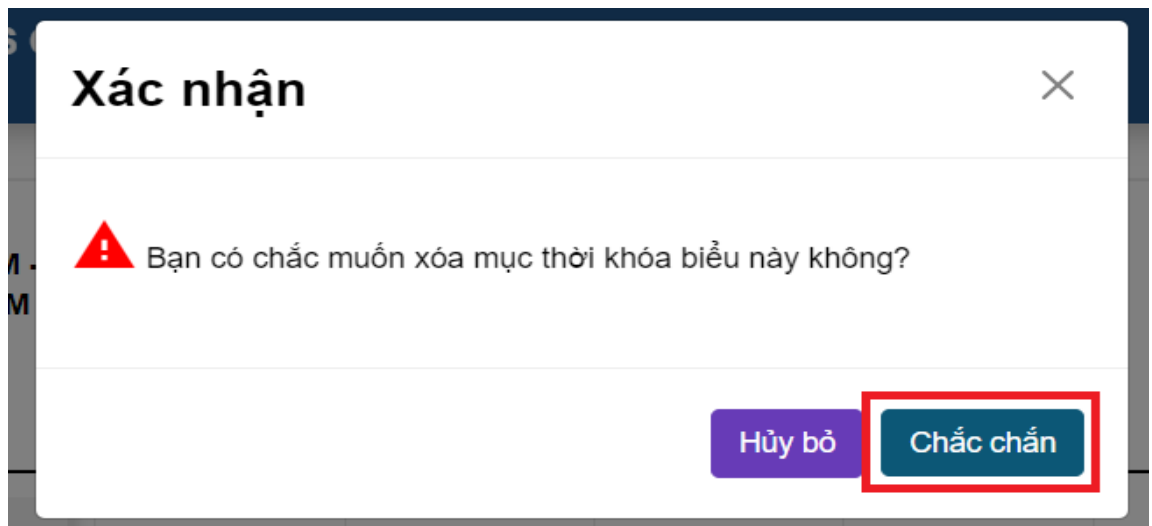 Xác nhận
Bạn có chắc muốn xóa mục thời khóa biểu này không?
Hủy bỏ
Chắc chắn